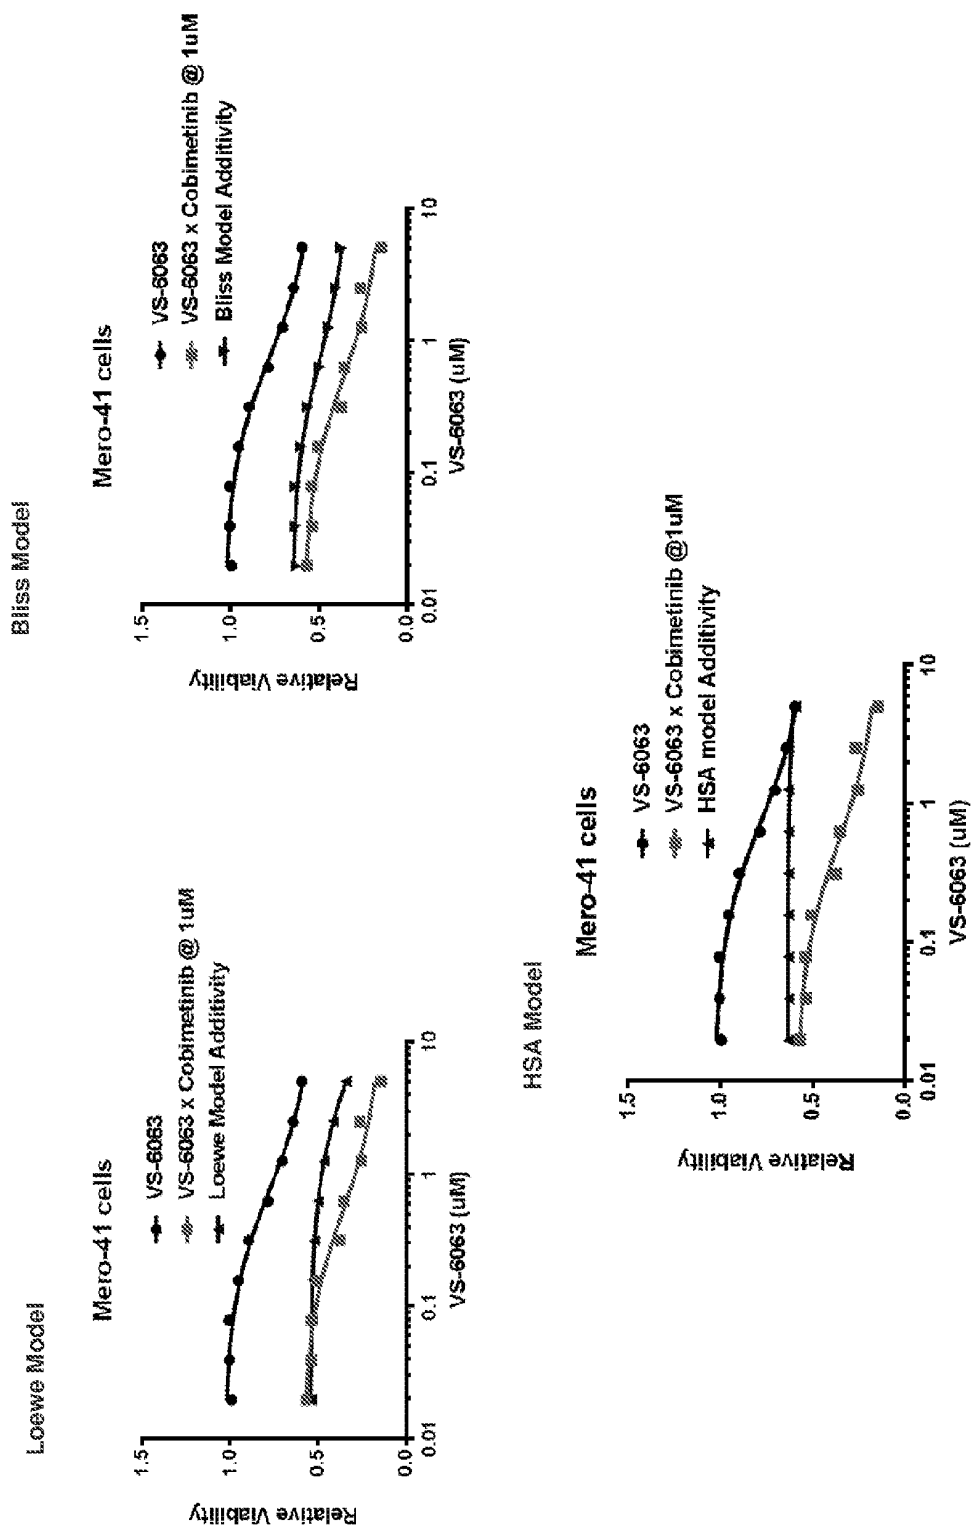 Loewe Model
Mero-41 cells
VS-6063
VS-6063 x Cobimetinib @ 1uM
Loewe Model Additivity
Relative Viability
1.5
1.0
0.5
0.0
0.01
0.1
1
10
VS-6063 (uM)
Bliss Model
Mero-41 cells
VS-6063
VS-6063 x Cobimetinib @ 1uM
Bliss Model Additivity
Relative Viability
1.5
1.0
0.5
0.0
0.01
0.1
1
10
VS-6063 (uM)
HSA Model
Mero-41 cells
VS-6063
VS-6063 x Cobimetinib @1uM
HSA model Additivity
Relative Viability
1.5
1.0
0.5
0.0
0.01
0.1
1
10
VS-6063 (uM)